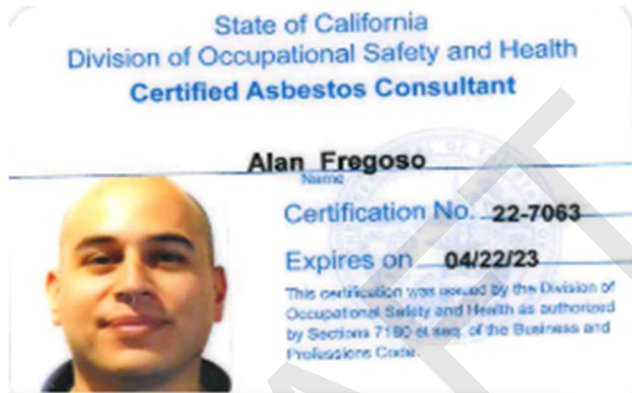 State of California
Division of Occupational Safety and Health
Certified Asbestos Consultant
Alan Fregoso
Name
Certification No. 22-7063
Expires on 04/22/23
This certification was issued by the Division of
Occupational Safety and Health as authorized
by Sections 7180 et seq. of the Business and
Professions Code.